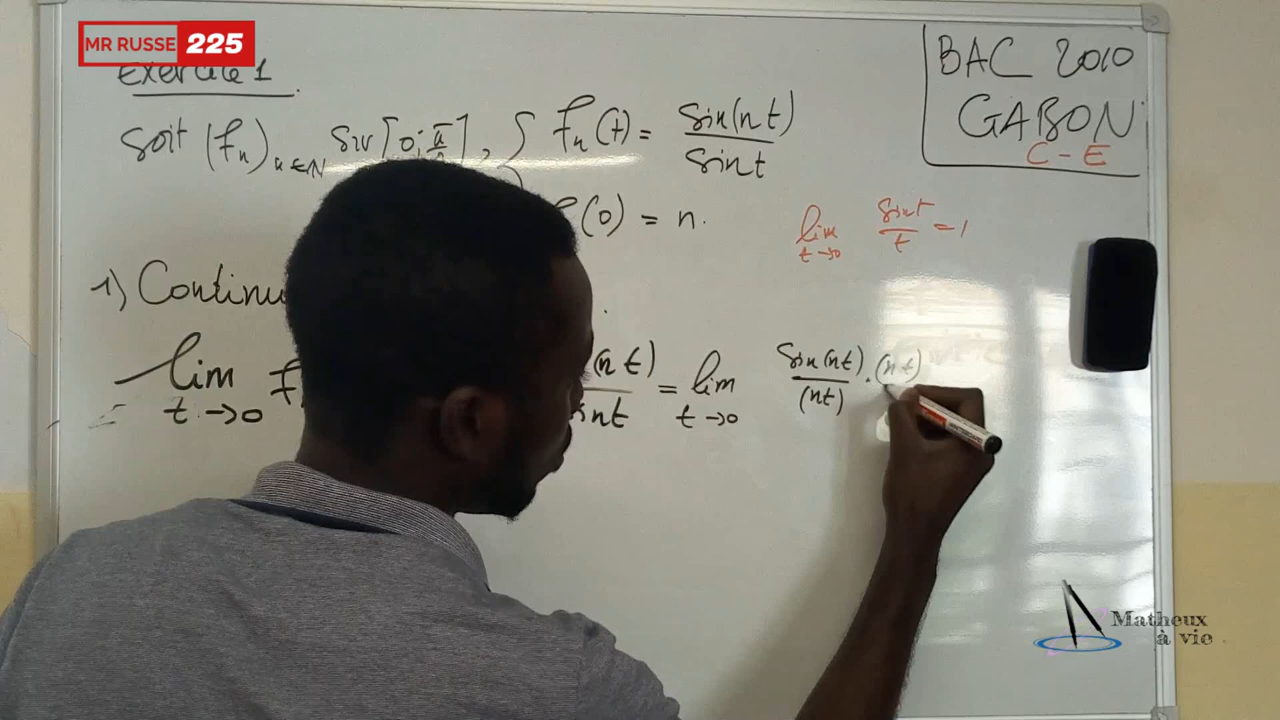 MR RUSSE 225
Exercice 1
BAC 2010
GABON
C - E
soit (fn)n∈N sur [0; π/2], { fn(t) = sin(nt)/sint
(0) = n.
lim t→0 sint/t = 1
1) Continu
lim t→0 f (nt)/sint = lim t→0 sin(nt)/(nt) · (nt)
Matheux
à vie